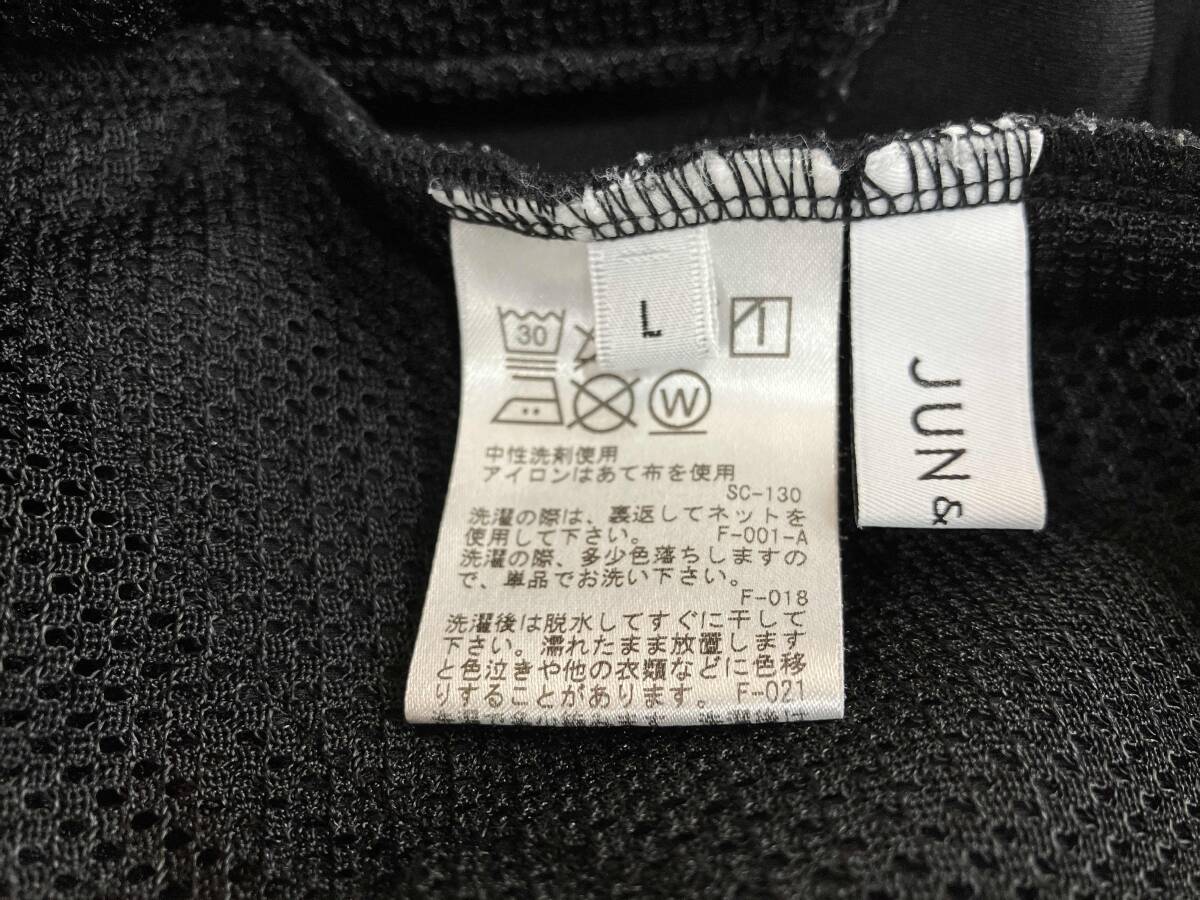 L
30
W
中性洗剤使用
アイロンはあて布を使用
SC-130
洗濯の際は、裏返してネットを
使用して下さい。 F-001-A
洗濯の際、多少色落ちしますの
で、単品でお洗い下さい。
F-018
洗濯後は脱水してすぐに干して
下さい。濡れたまま放置します
と色泣きや他の衣類などに色移
りすることがあります。 F-021
JUN &